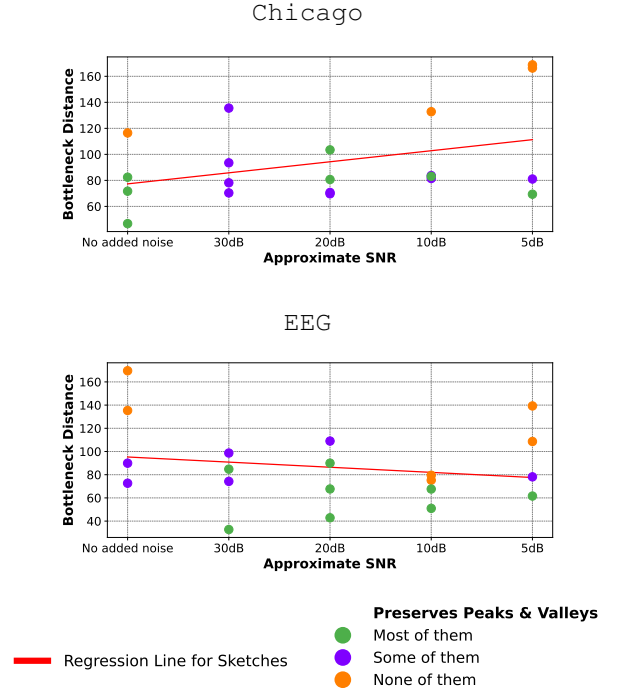 Chicago
Bottleneck Distance
160
140
120
100
80
60
No added noise 30dB 20dB 10dB 5dB
Approximate SNR
EEG
Bottleneck Distance
160
140
120
100
80
60
40
No added noise 30dB 20dB 10dB 5dB
Approximate SNR
Regression Line for Sketches
Preserves Peaks & Valleys
Most of them
Some of them
None of them